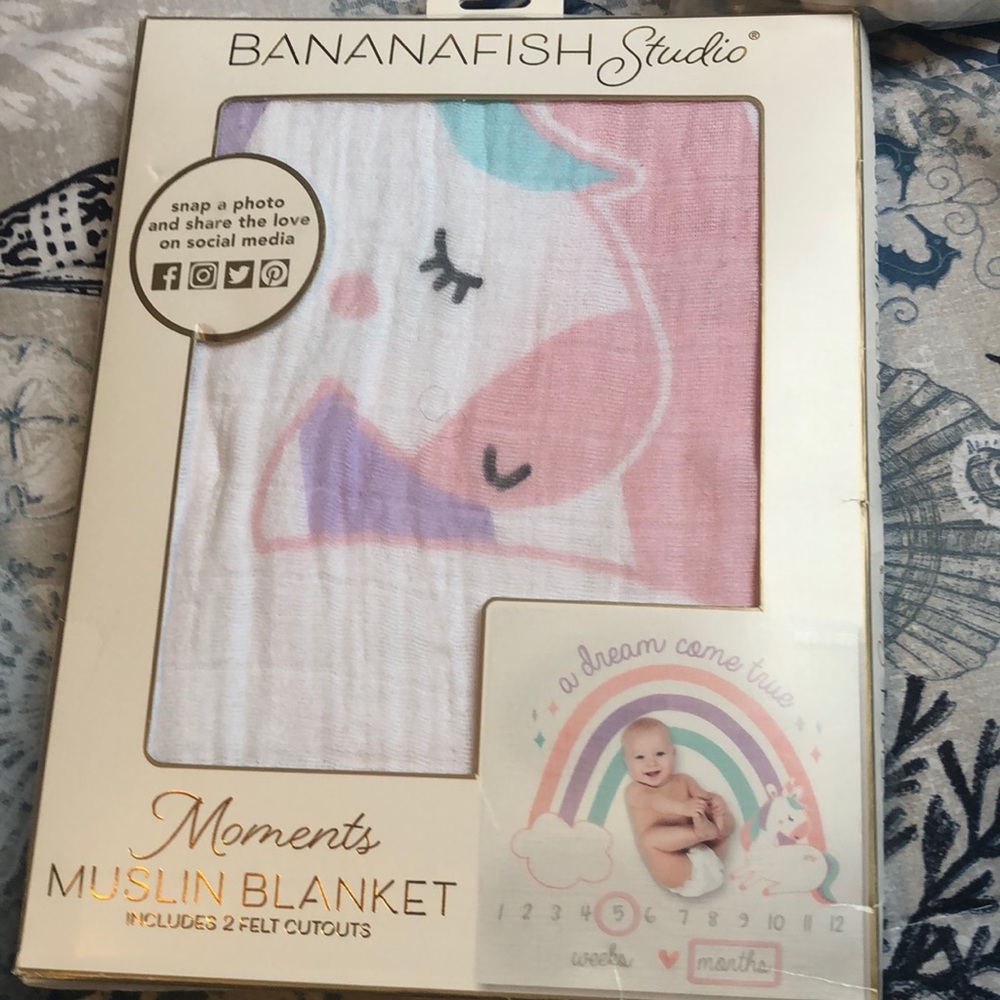 BANANAFISH Studio®
snap a photo
and share the love
on social media
a dream come true
1 2 3 4 5 6 7 8 9 10 11 12
weeks ♥ months
Moments
MUSLIN BLANKET
INCLUDES 2 FELT CUTOUTS